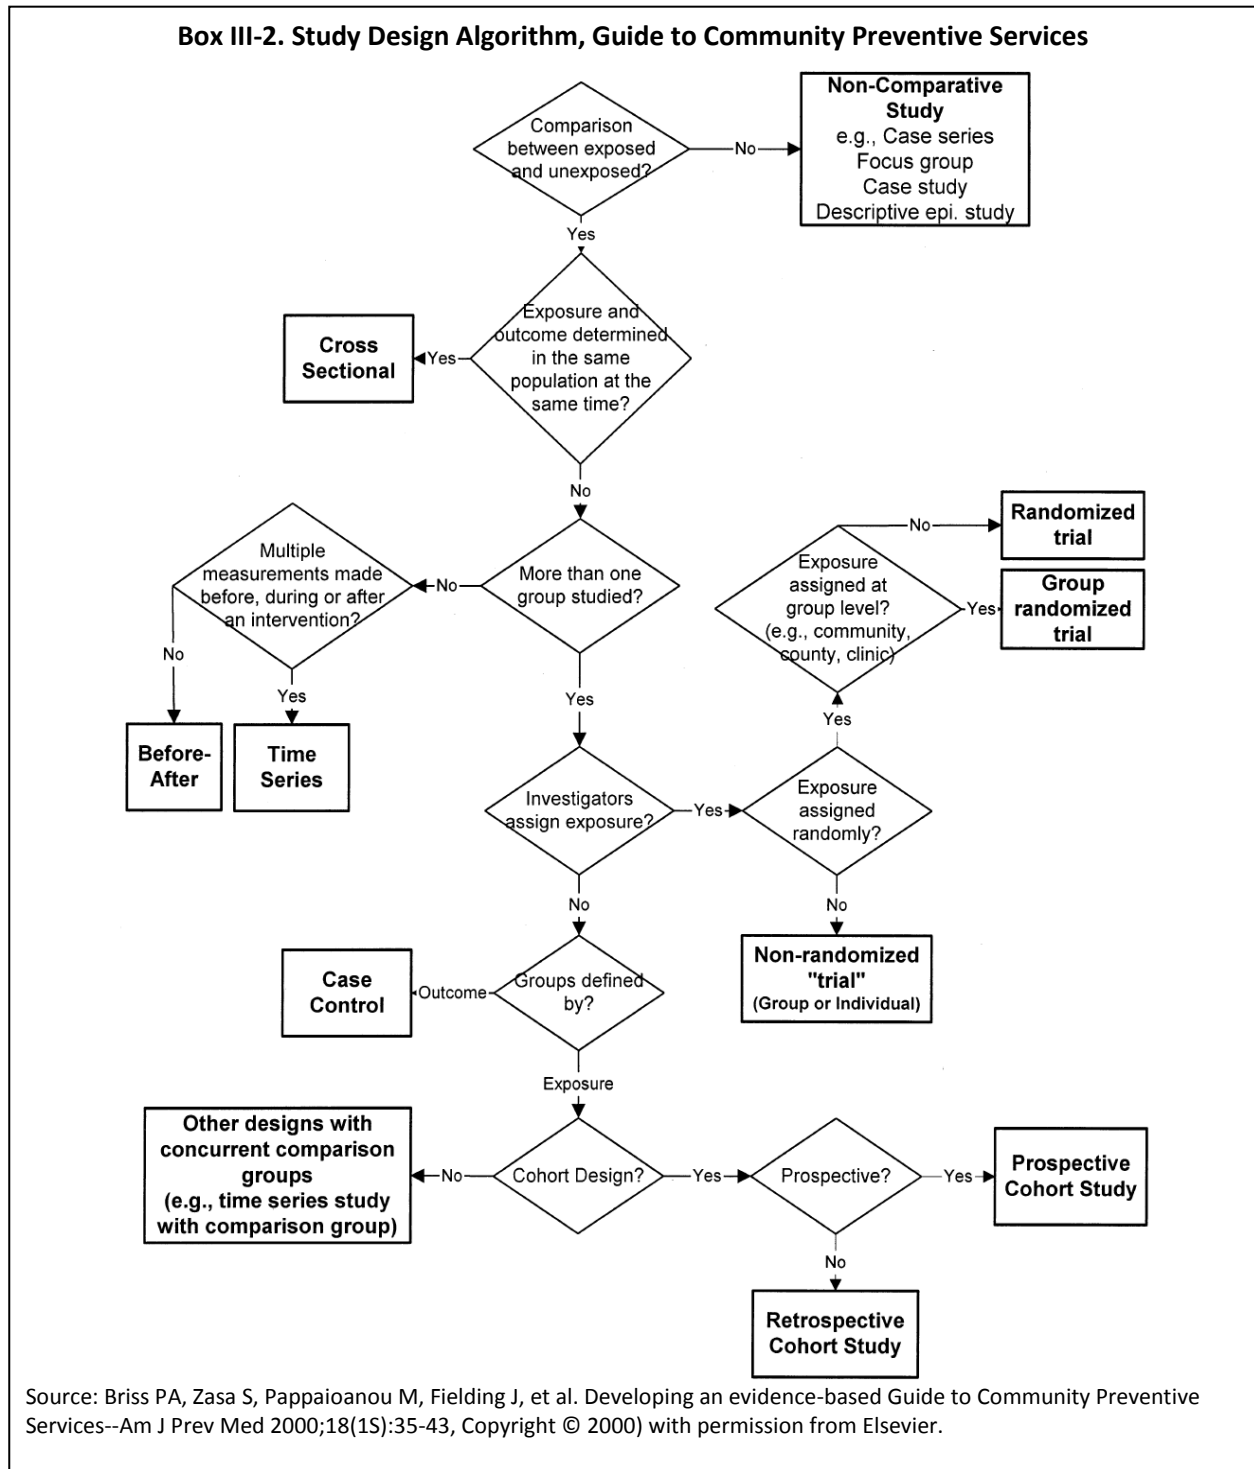 Box III-2. Study Design Algorithm, Guide to Community Preventive Services
Comparison
between exposed
and unexposed?
No
Non-Comparative
Study
e.g., Case series
Focus group
Case study
Descriptive epi. study
Yes
Exposure and
outcome determined
in the same
population at the
same time?
Yes
Cross
Sectional
No
More than one
group studied?
No
Multiple
measurements made
before, during or after
an intervention?
No
Before-
After
Yes
Time
Series
Yes
Investigators
assign exposure?
Yes
Exposure
assigned
randomly?
Yes
Exposure
assigned at
group level?
(e.g., community,
county, clinic)
No
Randomized
trial
Yes
Group
randomized
trial
No
Non-randomized
"trial"
(Group or Individual)
No
Groups defined
by?
Outcome
Case
Control
Exposure
Cohort Design?
No
Other designs with
concurrent comparison
groups
(e.g., time series study
with comparison group)
Yes
Prospective?
Yes
Prospective
Cohort Study
No
Retrospective
Cohort Study
Source: Briss PA, Zasa S, Pappaioanou M, Fielding J, et al. Developing an evidence-based Guide to Community Preventive
Services--Am J Prev Med 2000;18(1S):35-43, Copyright © 2000) with permission from Elsevier.